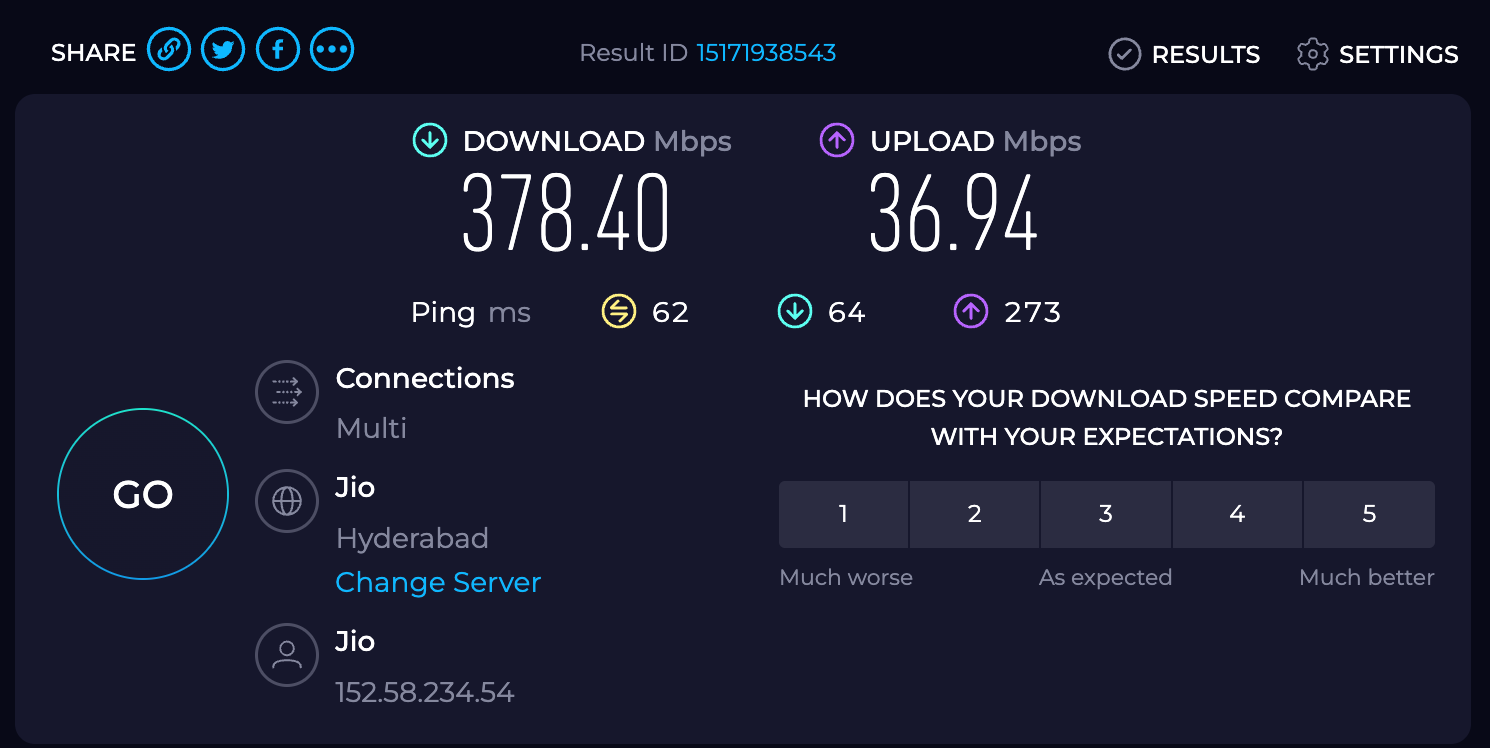 SHARE
Result ID 15171938543
RESULTS
SETTINGS
DOWNLOAD Mbps
378.40
UPLOAD Mbps
36.94
Ping ms 62 64 273
GO
Connections
Multi
Jio
Hyderabad
Change Server
Jio
152.58.234.54
HOW DOES YOUR DOWNLOAD SPEED COMPARE
WITH YOUR EXPECTATIONS?
1 2 3 4 5
Much worse As expected Much better